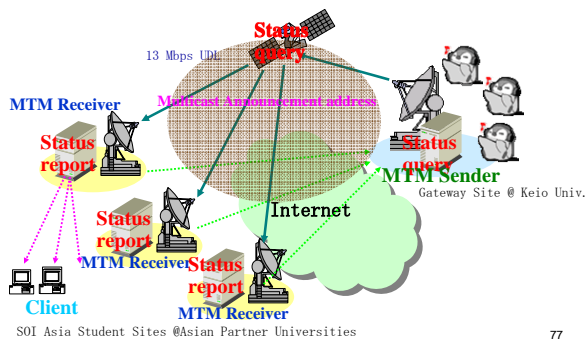 Status
query
13 Mbps UDL
MTM Receiver
Multicast Announcement address
Status
report
Status
query
MTM Sender
Gateway Site @ Keio Univ.
Internet
Status
report
MTM Receiver
Status
report
MTM Receiver
Client
SOI Asia Student Sites @Asian Partner Universities
77